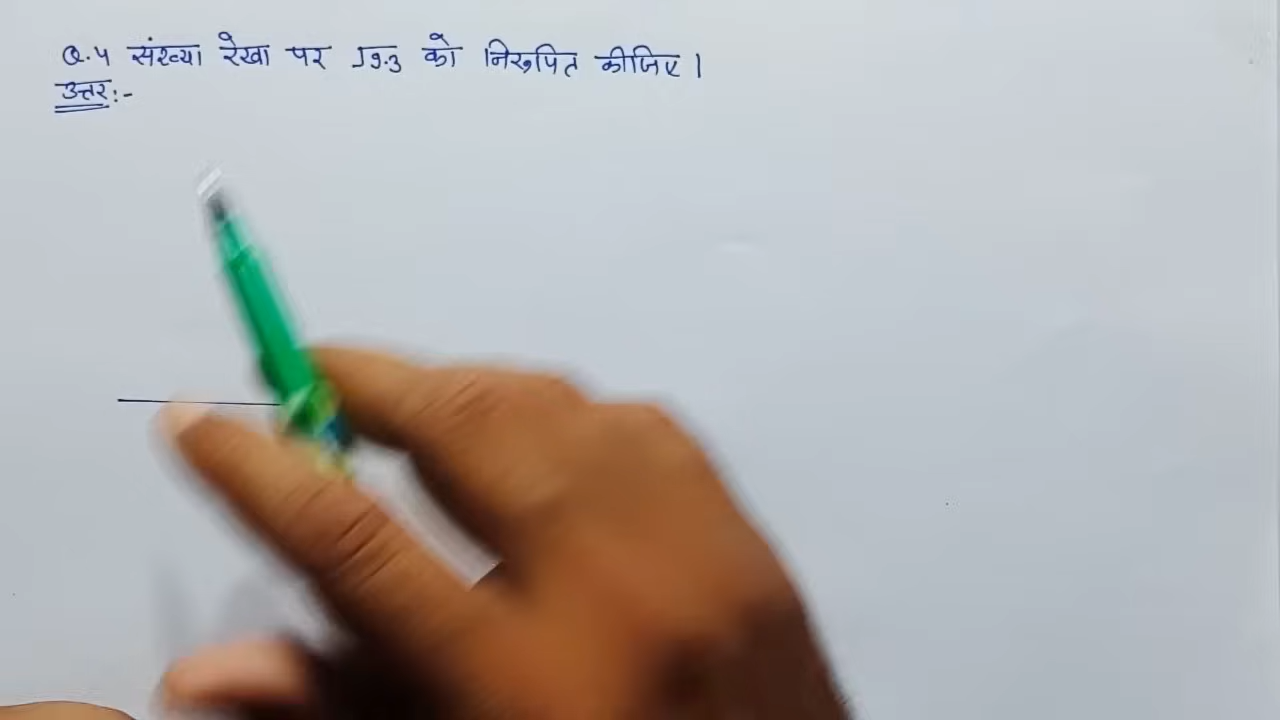 Q.4 संख्या रेखा पर √9.3 को निरूपित कीजिए।
उत्तर:-